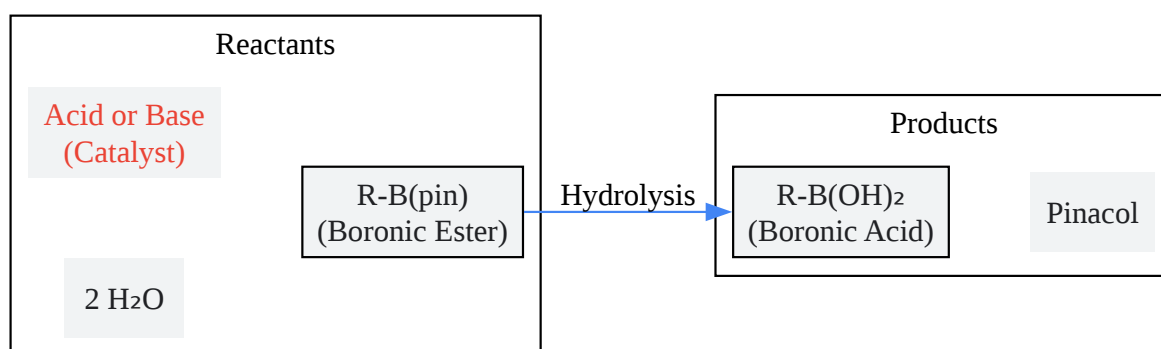 Reactants
Acid or Base
(Catalyst)
R-B(pin)
(Boronic Ester)
2 H₂O
Hydrolysis
Products
R-B(OH)₂
(Boronic Acid)
Pinacol